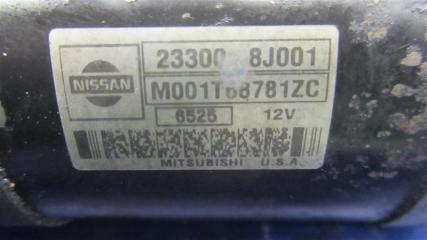 NISSAN
23300 8J001
M001T68781ZC
6525 12V
MITSUBISHI U.S.A